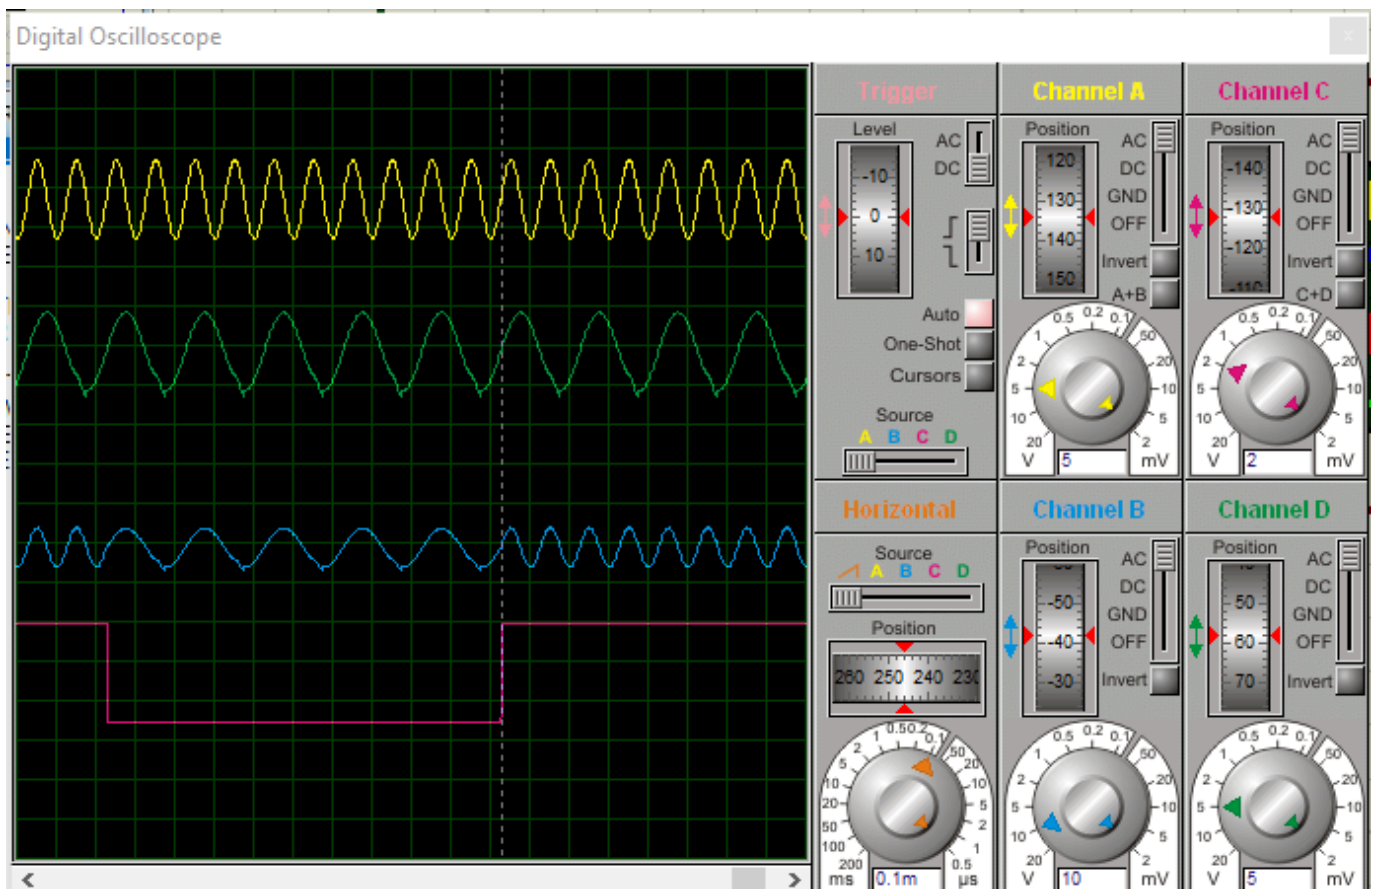 Digital Oscilloscope
x
Trigger
Level
AC
DC
-10
0
10
Auto
One-Shot
Cursors
Source
A B C D
Channel A
Position
AC
DC
GND
OFF
120
130
140
150
Invert
A+B
0.5 0.2 0.1
1 50
2 20
5 10
10 5
20 2
V 5 mV
Channel C
Position
AC
DC
GND
OFF
-140
-130
-120
-110
Invert
C+D
0.5 0.2 0.1
1 50
2 20
5 10
10 5
20 2
V 2 mV
Horizontal
Source
A B C D
Position
260 250 240 230
1 0.5 0.2 0.1
2 50
5 20
10 10
20 5
50 2
100 1
200 0.5
ms 0.1m µs
Channel B
Position
AC
DC
GND
OFF
-50
-40
-30
Invert
0.5 0.2 0.1
1 50
2 20
5 10
10 5
20 2
V 10 mV
Channel D
Position
AC
DC
GND
OFF
50
60
70
Invert
0.5 0.2 0.1
1 50
2 20
5 10
10 5
20 2
V 5 mV